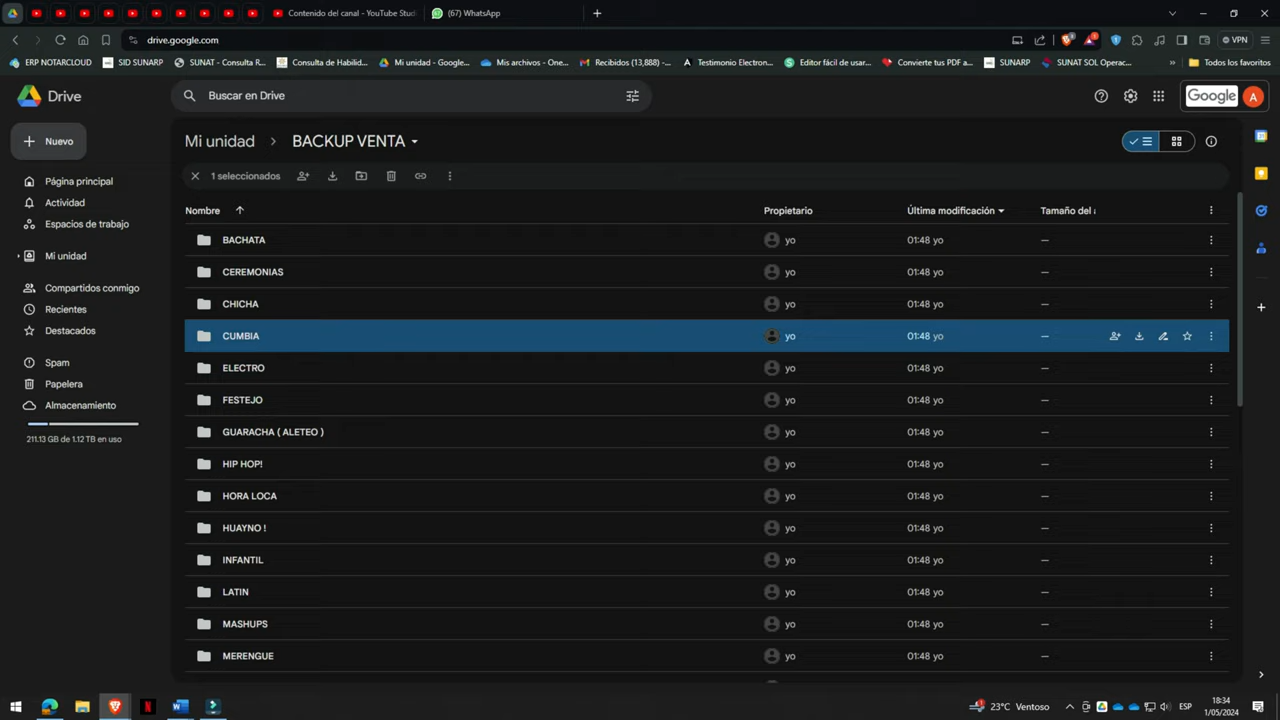 Contenido del canal - YouTube Stud
(67) WhatsApp
drive.google.com
VPN
ERP NOTARCLOUD
SID SUNARP
SUNAT - Consulta R...
Consulta de Habilid...
Mi unidad - Google...
Mis archivos - One...
Recibidos (13,888) -...
Testimonio Electron...
Editor fácil de usar...
Convierte tus PDF a...
SUNARP
SUNAT SOL Operac...
Todos los favoritos
Drive
Buscar en Drive
Google
A
Nuevo
Mi unidad
BACKUP VENTA
1 seleccionados
Página principal
Actividad
Espacios de trabajo
Mi unidad
Compartidos conmigo
Recientes
Destacados
Spam
Papelera
Almacenamiento
211.13 GB de 1.12 TB en uso
Nombre Propietario Última modificación Tamaño del
BACHATA yo 01:48 yo —
CEREMONIAS yo 01:48 yo —
CHICHA yo 01:48 yo —
CUMBIA yo 01:48 yo —
ELECTRO yo 01:48 yo —
FESTEJO yo 01:48 yo —
GUARACHA ( ALETEO ) yo 01:48 yo —
HIP HOP! yo 01:48 yo —
HORA LOCA yo 01:48 yo —
HUAYNO ! yo 01:48 yo —
INFANTIL yo 01:48 yo —
LATIN yo 01:48 yo —
MASHUPS yo 01:48 yo —
MERENGUE yo 01:48 yo —
23°C Ventoso
ESP
18:34
1/05/2024